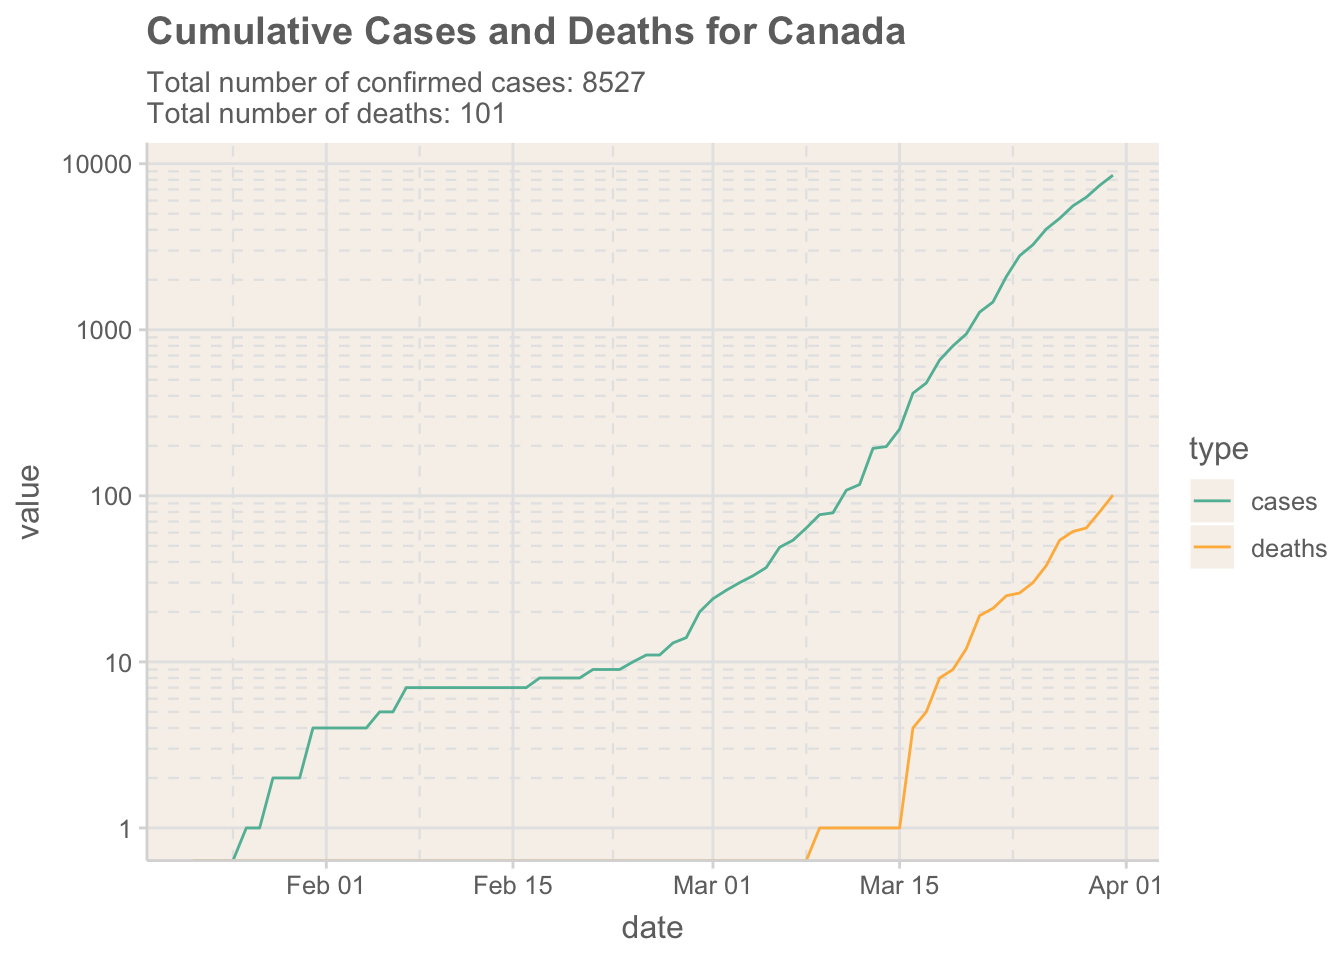 Cumulative Cases and Deaths for Canada
Total number of confirmed cases: 8527
Total number of deaths: 101
10000
1000
100
10
1
value
Feb 01
Feb 15
Mar 01
Mar 15
Apr 01
date
type
cases
deaths